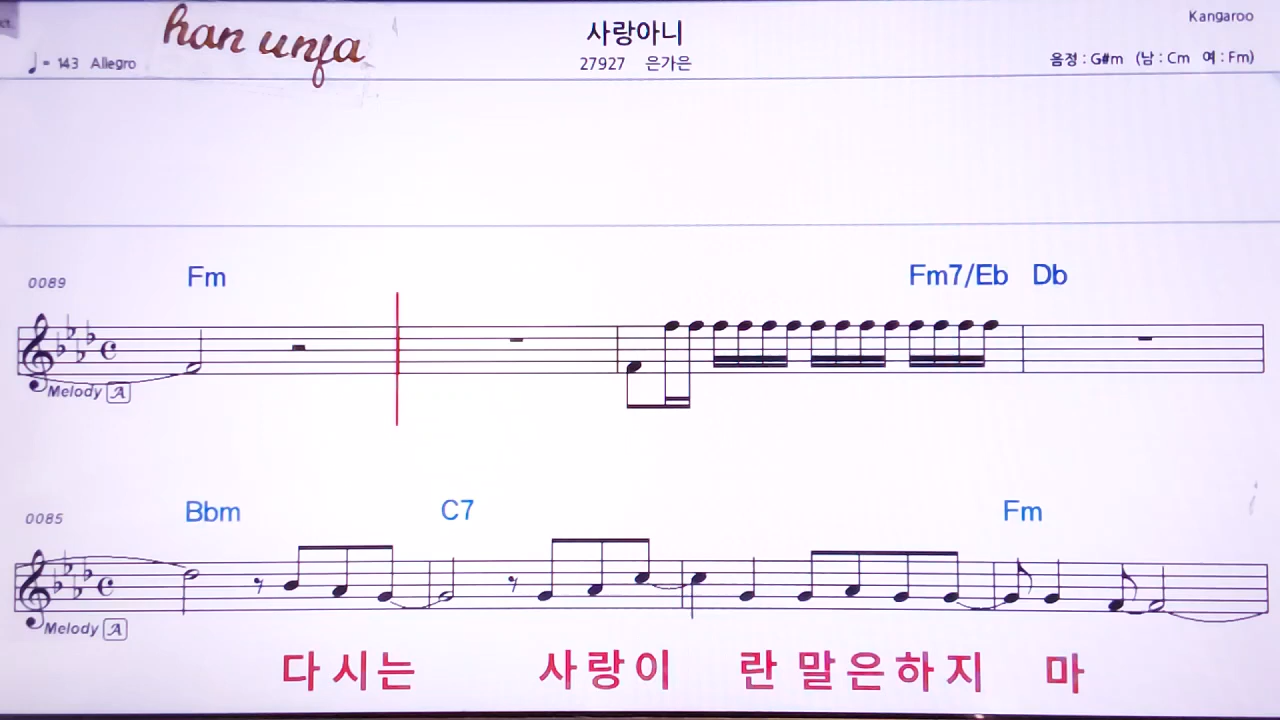 han unja
사랑아니
Kangaroo
♩ = 143 Allegro
27927 은가은
음정 : G#m (남 : Cm 여 : Fm)
0089 Fm Fm7/Eb Db
Melody A
0085 Bbm C7 Fm
Melody A
다시는 사랑이 란 말은하지 마